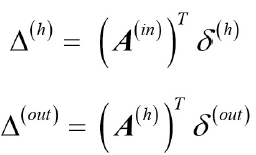 Δ^(h) = (A^(in))^T δ^(h)
Δ^(out) = (A^(h))^T δ^(out)